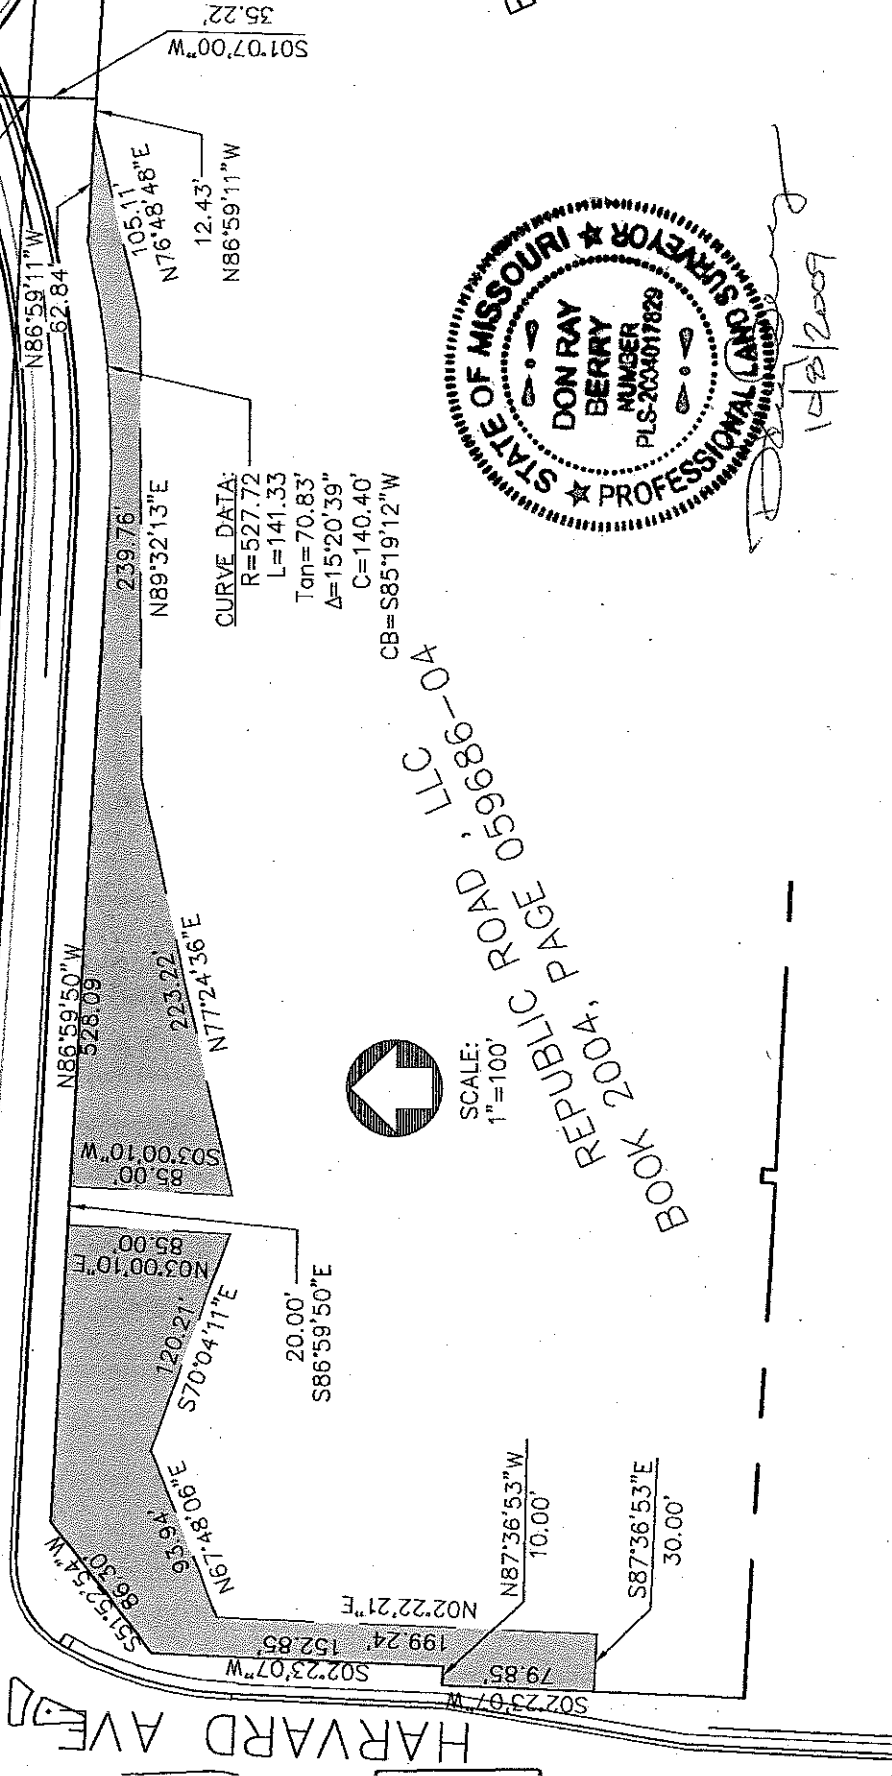 35.22'
S01°07'00"W
N86°59'11"W
62.84'
105.11'
N76°48'48"E
12.43'
N86°59'11"W
239.76'
N89°32'13"E
CURVE DATA:
R=527.72
L=141.33
Tan=70.83'
Δ=15°20'39"
C=140.40'
CB=S85°19'12"W
STATE OF MISSOURI
PROFESSIONAL LAND SURVEYOR
DON RAY
BERRY
NUMBER
PLS-2004017829
N86°59'50"W
528.09
223.22'
N77°24'36"E
S03°00'10"W
85.00'
85.00'
N03°00'10"E
20.00'
S86°59'50"E
120.21'
S70°04'11"E
SCALE:
1"=100'
REPUBLIC ROAD, LLC
BOOK 2004, PAGE 059686-04
S51°52'54"W
86.30'
93.94'
N67°48'06"E
N02°22'21"E
199.24'
152.85'
S02°23'07"W
79.85'
S02°23'07"W
N87°36'53"W
10.00'
S87°36'53"E
30.00'
HARVARD AVE